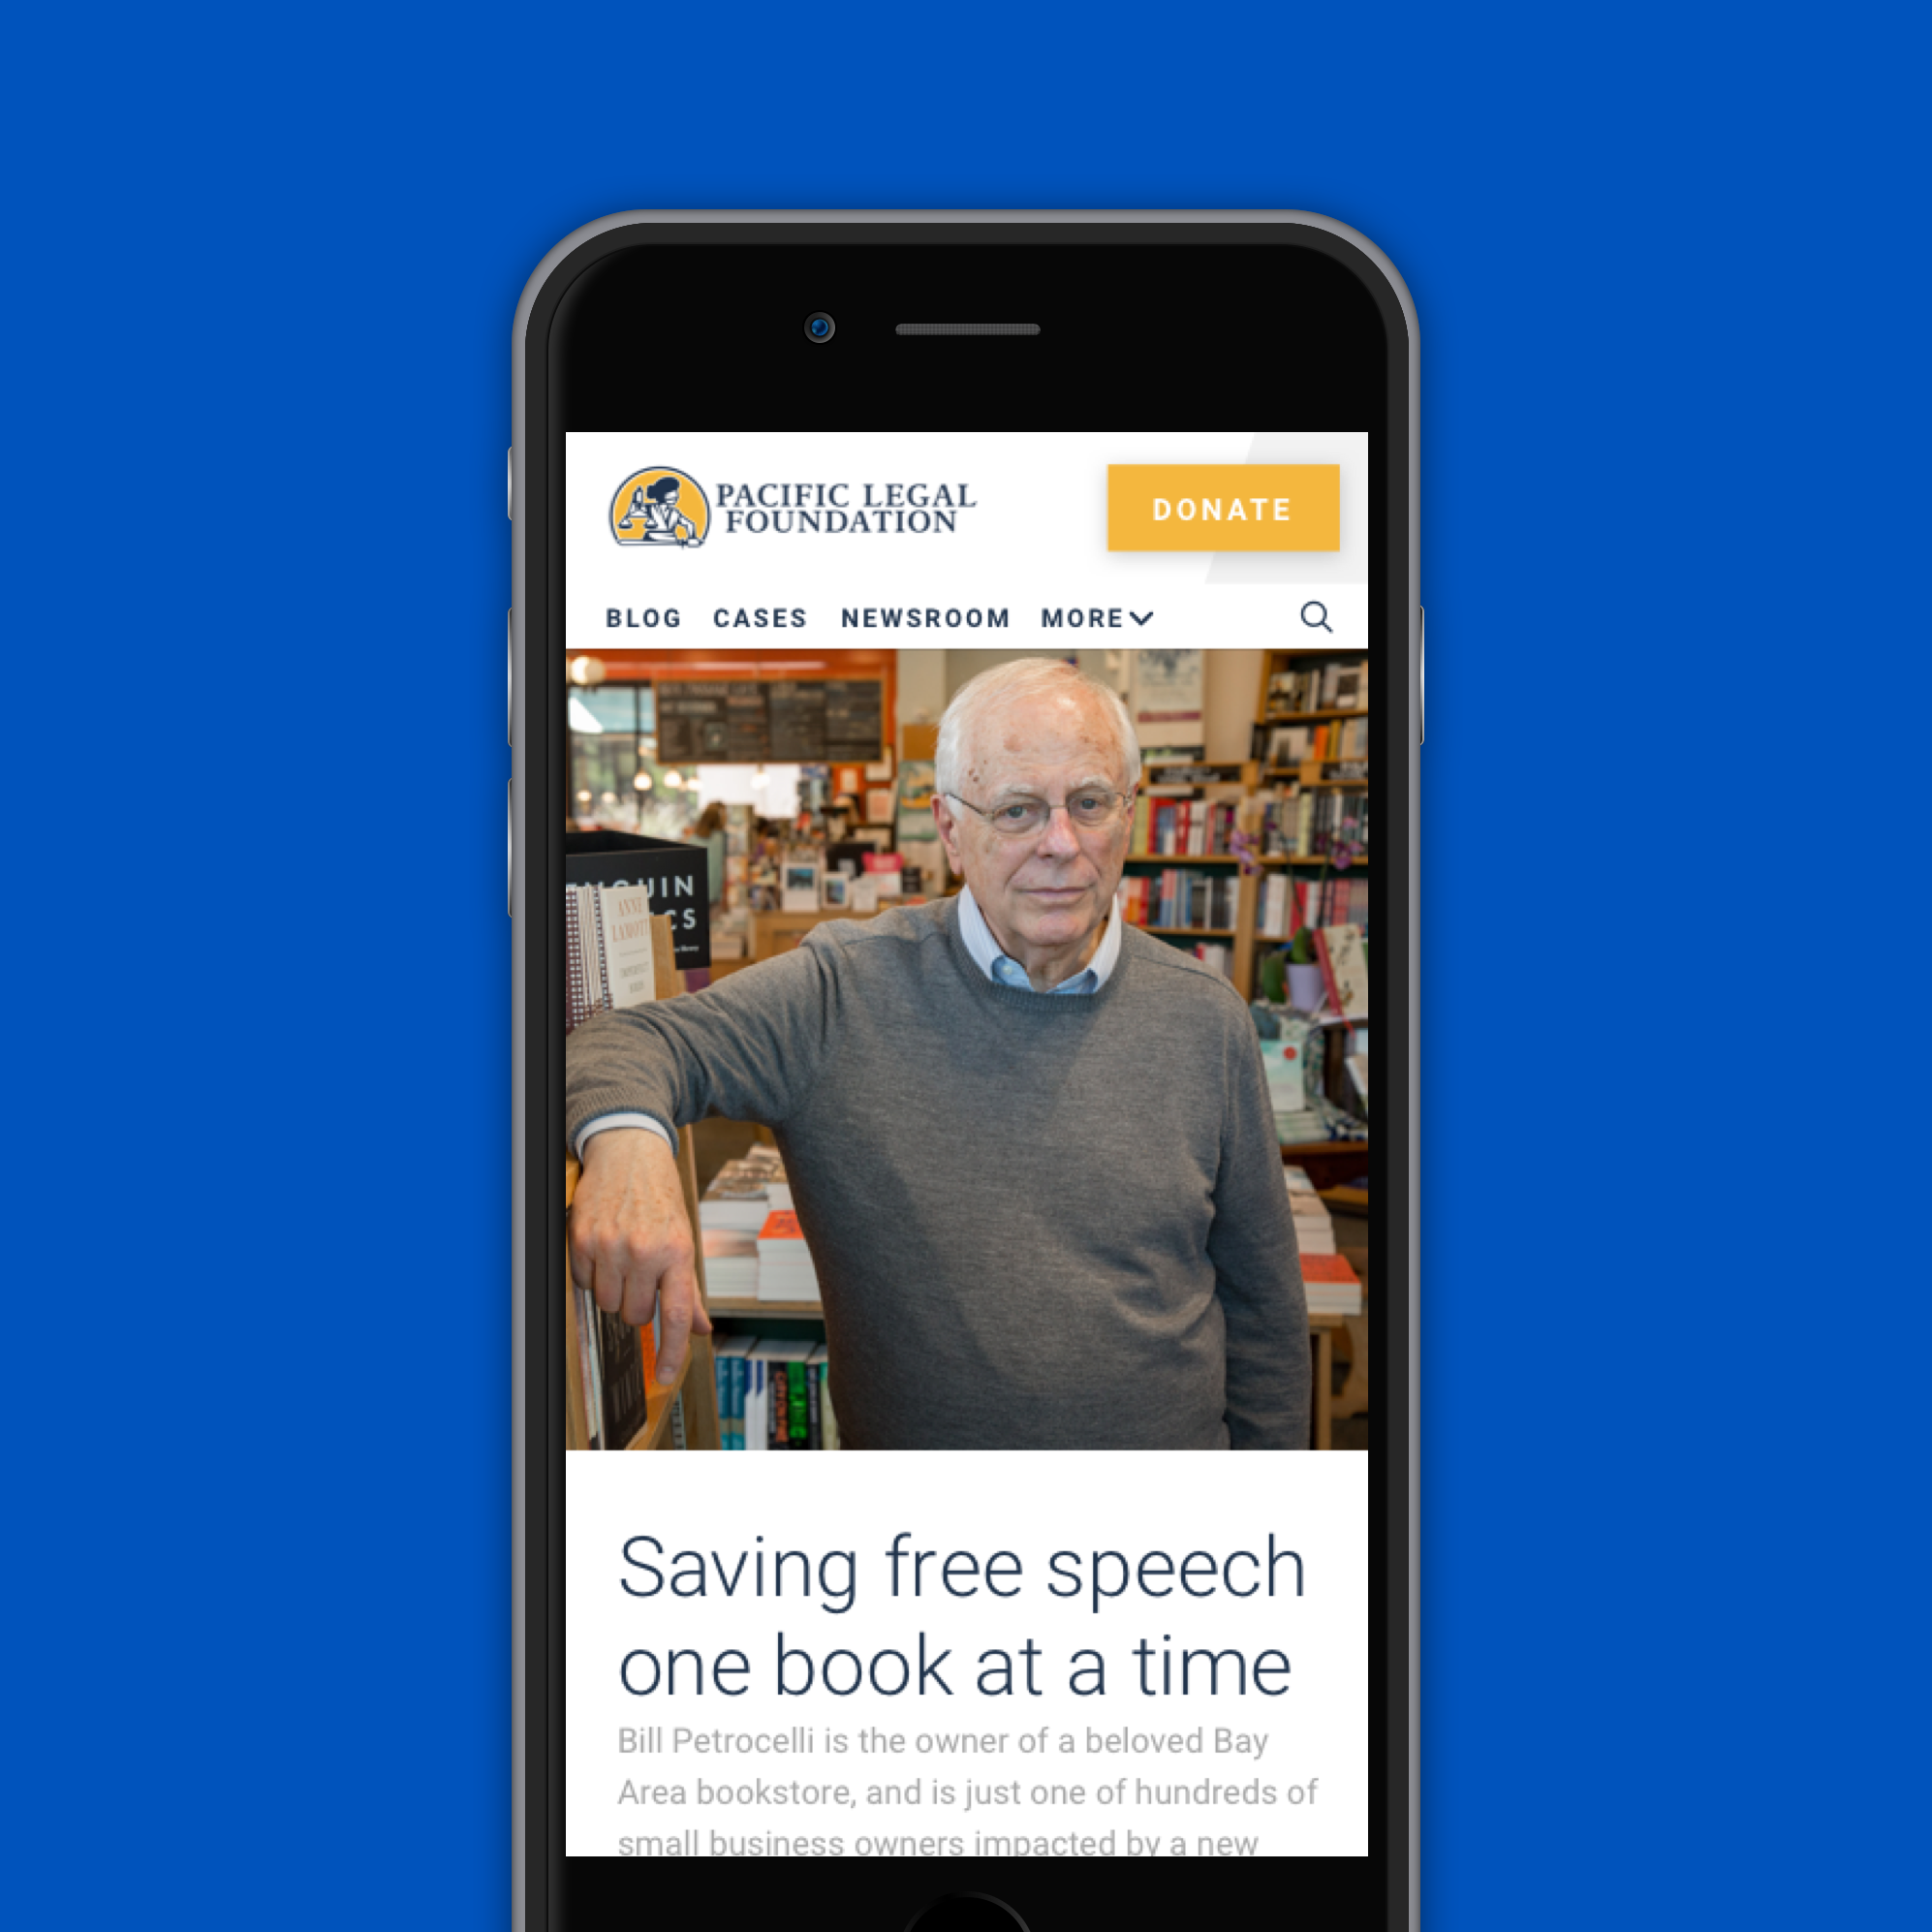 PACIFIC LEGAL
FOUNDATION
DONATE
BLOG CASES NEWSROOM MORE
ANNE
LAMOTT
Saving free speech
one book at a time
Bill Petrocelli is the owner of a beloved Bay
Area bookstore, and is just one of hundreds of
small business owners impacted by a new